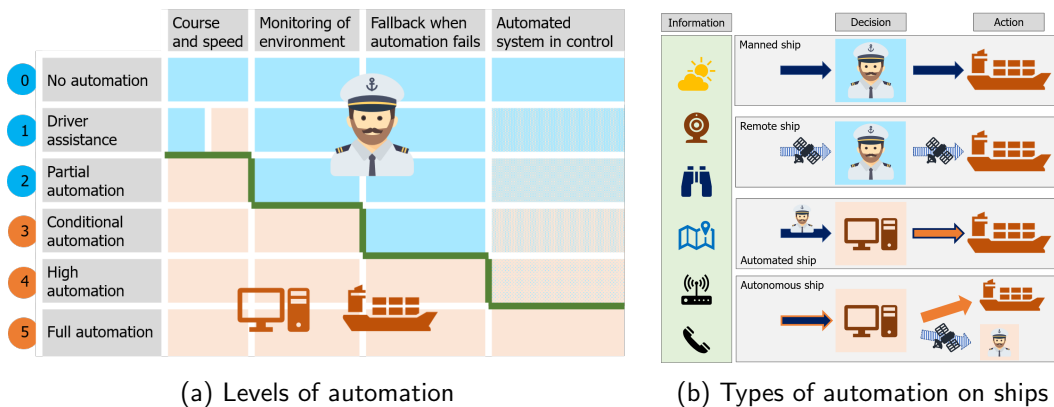 Course
and speed
Monitoring of
environment
Fallback when
automation fails
Automated
system in control
0
No automation
1
Driver
assistance
2
Partial
automation
3
Conditional
automation
4
High
automation
5
Full automation
(a) Levels of automation
Information
Decision
Action
Manned ship
Remote ship
Automated ship
Autonomous ship
(b) Types of automation on ships